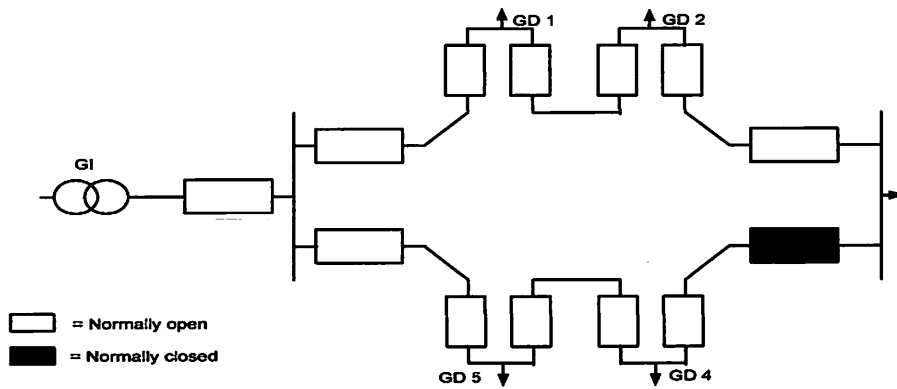 GD 1
GD 2
GI
= Normally open
= Normally closed
GD 5
GD 4